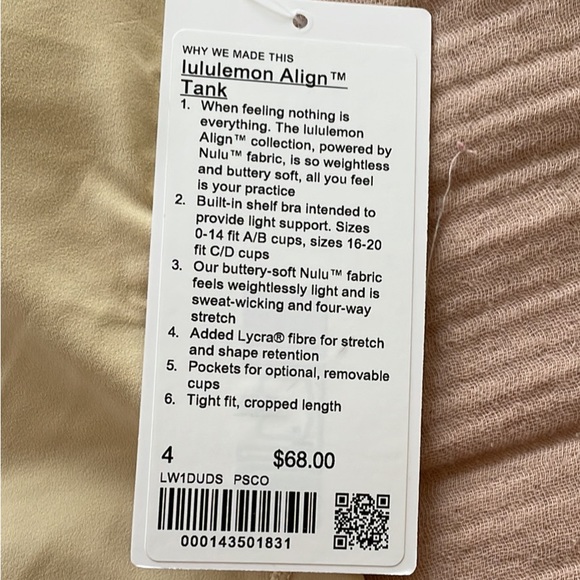 WHY WE MADE THIS
lululemon Align™
Tank
1. When feeling nothing is
everything. The lululemon
Align™ collection, powered by
Nulu™ fabric, is so weightless
and buttery soft, all you feel
is your practice
2. Built-in shelf bra intended to
provide light support. Sizes
0-14 fit A/B cups, sizes 16-20
fit C/D cups
3. Our buttery-soft Nulu™ fabric
feels weightlessly light and is
sweat-wicking and four-way
stretch
4. Added Lycra® fibre for stretch
and shape retention
5. Pockets for optional, removable
cups
6. Tight fit, cropped length
4 $68.00
LW1DUDS PSCO
000143501831